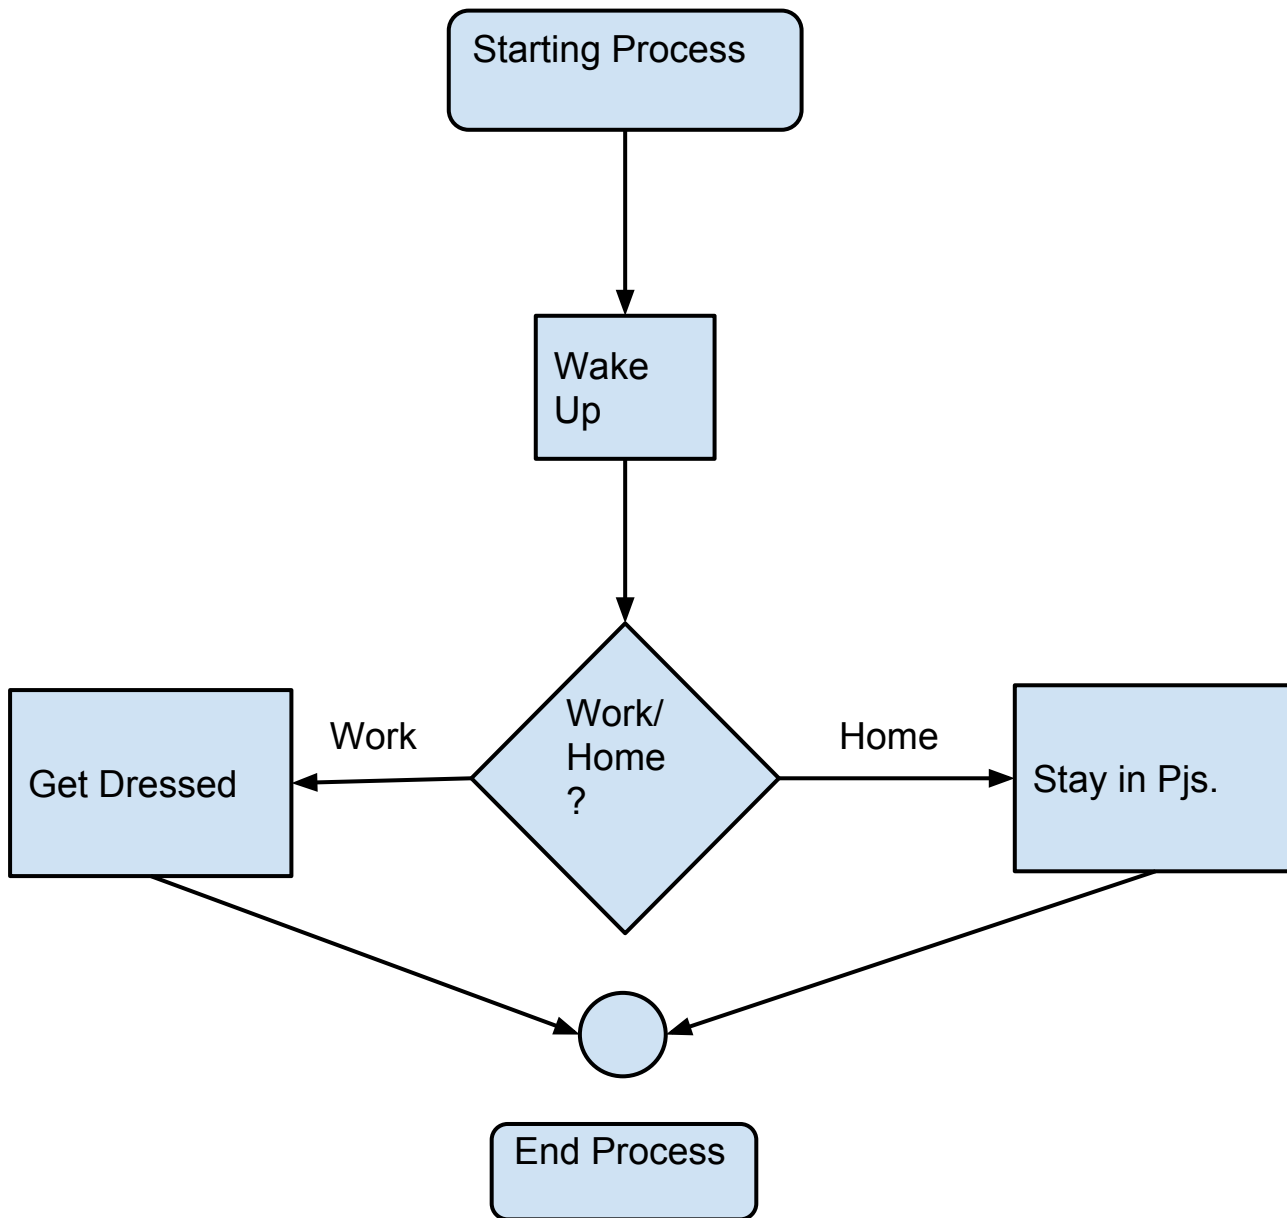 Starting Process
Wake
Up
Work/
Home
?
Work
Home
Get Dressed
Stay in Pjs.
End Process